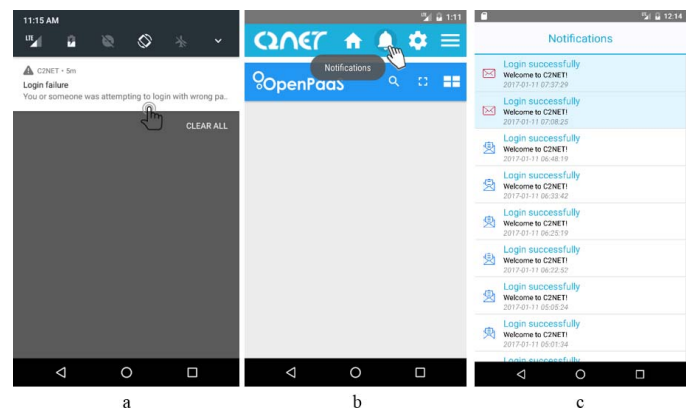 11:15 AM
LTE
C2NET • 5m
Login failure
You or someone was attempting to login with wrong pa..
CLEAR ALL
a
1:11
C2NET
Notifications
OpenPaaS
b
12:14
Notifications
Login successfully
Welcome to C2NET!
2017-01-11 07:37:29
Login successfully
Welcome to C2NET!
2017-01-11 07:08:25
Login successfully
Welcome to C2NET!
2017-01-11 06:48:19
Login successfully
Welcome to C2NET!
2017-01-11 06:33:42
Login successfully
Welcome to C2NET!
2017-01-11 06:25:19
Login successfully
Welcome to C2NET!
2017-01-11 06:22:52
Login successfully
Welcome to C2NET!
2017-01-11 05:05:24
Login successfully
Welcome to C2NET!
2017-01-11 05:01:34
Login successfully
c